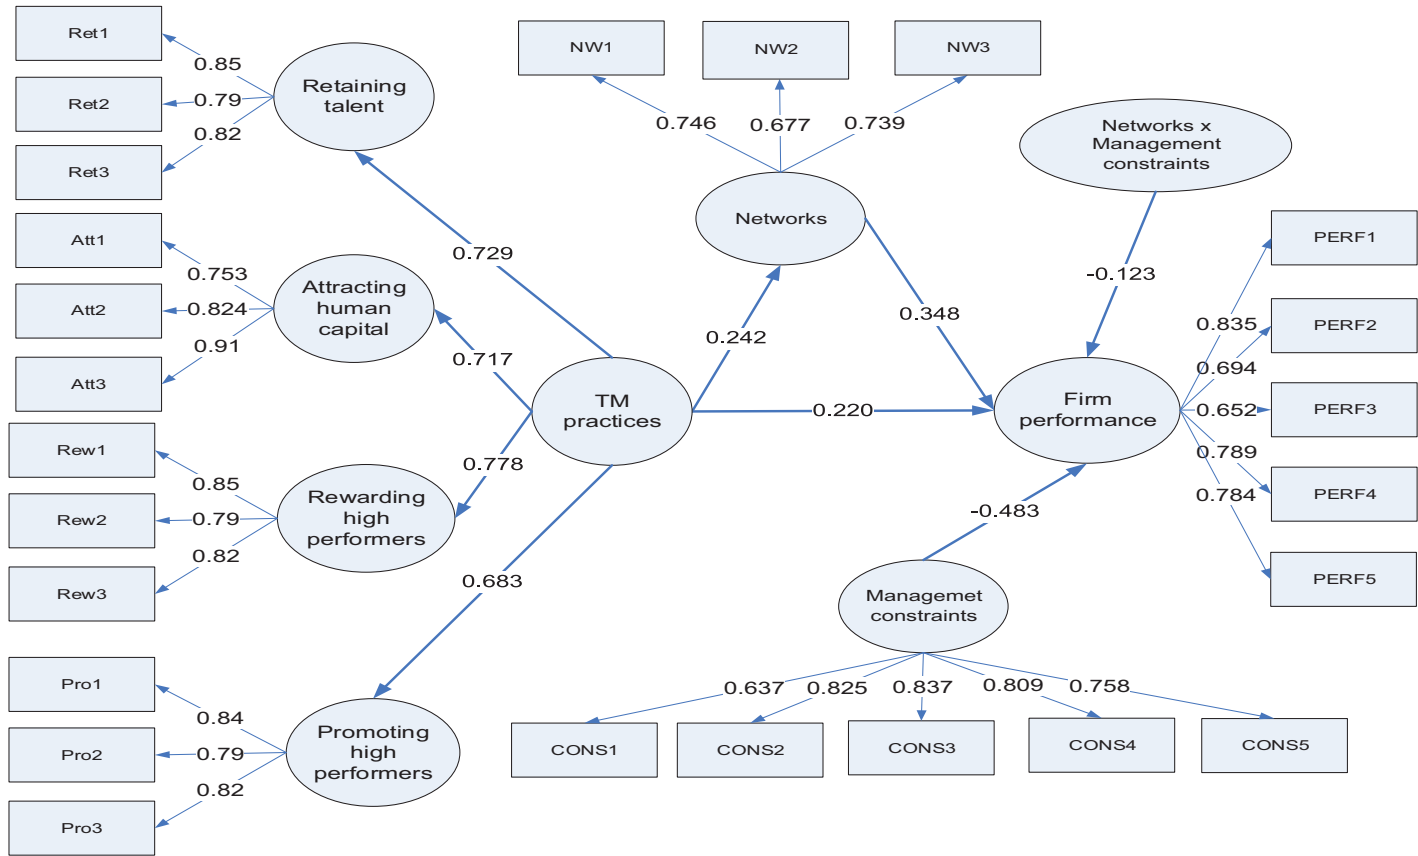 Ret1
Ret2
Ret3
0.85
0.79
0.82
Retaining
talent
Att1
Att2
Att3
0.753
0.824
0.91
Attracting
human
capital
Rew1
Rew2
Rew3
0.85
0.79
0.82
Rewarding
high
performers
Pro1
Pro2
Pro3
0.84
0.79
0.82
Promoting
high
performers
0.729
0.717
0.778
0.683
TM
practices
NW1
NW2
NW3
0.746
0.677
0.739
Networks
0.242
0.348
0.220
Networks x
Management
constraints
-0.123
Firm
performance
-0.483
Managemet
constraints
0.637
0.825
0.837
0.809
0.758
CONS1
CONS2
CONS3
CONS4
CONS5
0.835
0.694
0.652
0.789
0.784
PERF1
PERF2
PERF3
PERF4
PERF5